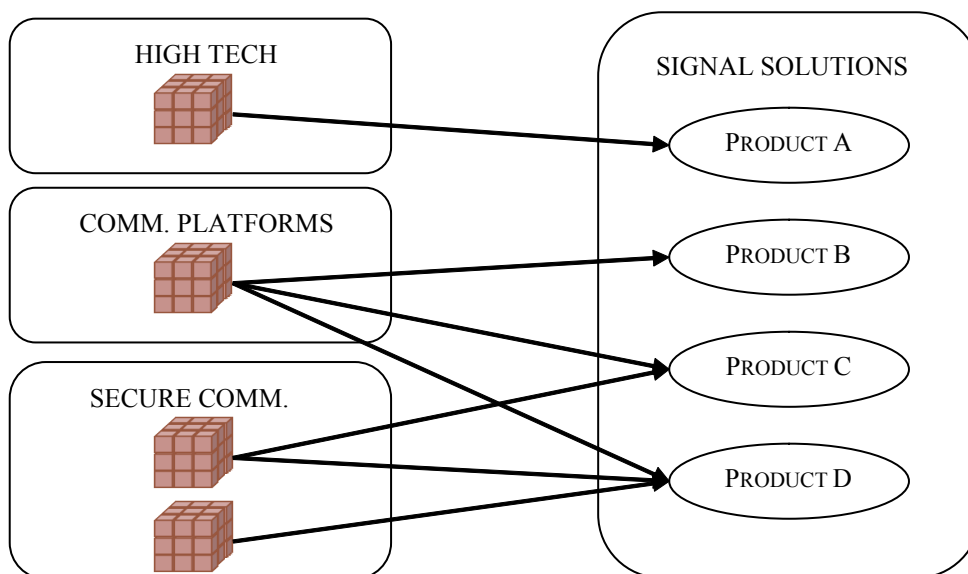 HIGH TECH
COMM. PLATFORMS
SECURE COMM.
SIGNAL SOLUTIONS
PRODUCT A
PRODUCT B
PRODUCT C
PRODUCT D